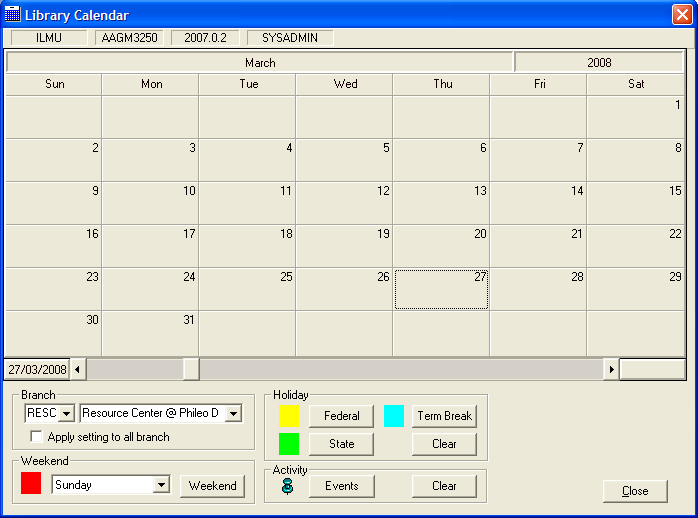 Library Calendar
ILMU AAGM3250 2007.0.2 SYSADMIN
March 2008
Sun Mon Tue Wed Thu Fri Sat
1
2 3 4 5 6 7 8
9 10 11 12 13 14 15
16 17 18 19 20 21 22
23 24 25 26 27 28 29
30 31
27/03/2008
Branch
RESC Resource Center @ Phileo D
Apply setting to all branch
Weekend
Sunday Weekend
Holiday
Federal Term Break
State Clear
Activity
Events Clear
Close